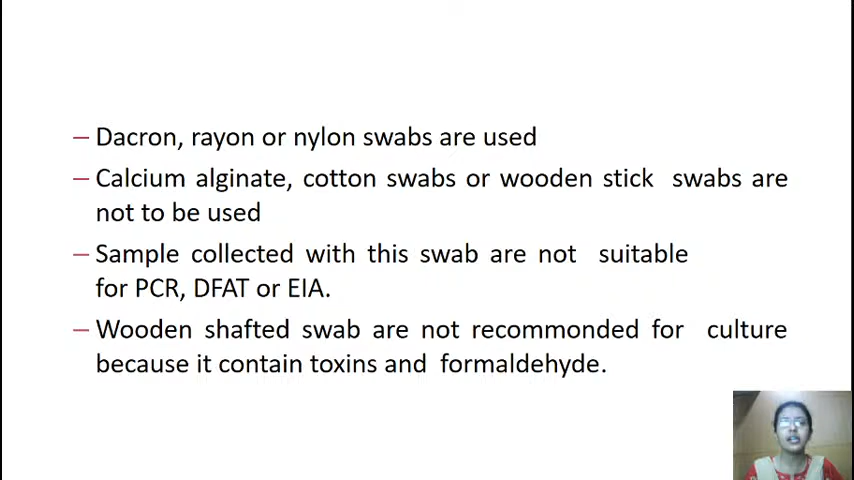 – Dacron, rayon or nylon swabs are used
– Calcium alginate, cotton swabs or wooden stick swabs are
not to be used
– Sample collected with this swab are not suitable
for PCR, DFAT or EIA.
– Wooden shafted swab are not recommonded for culture
because it contain toxins and formaldehyde.